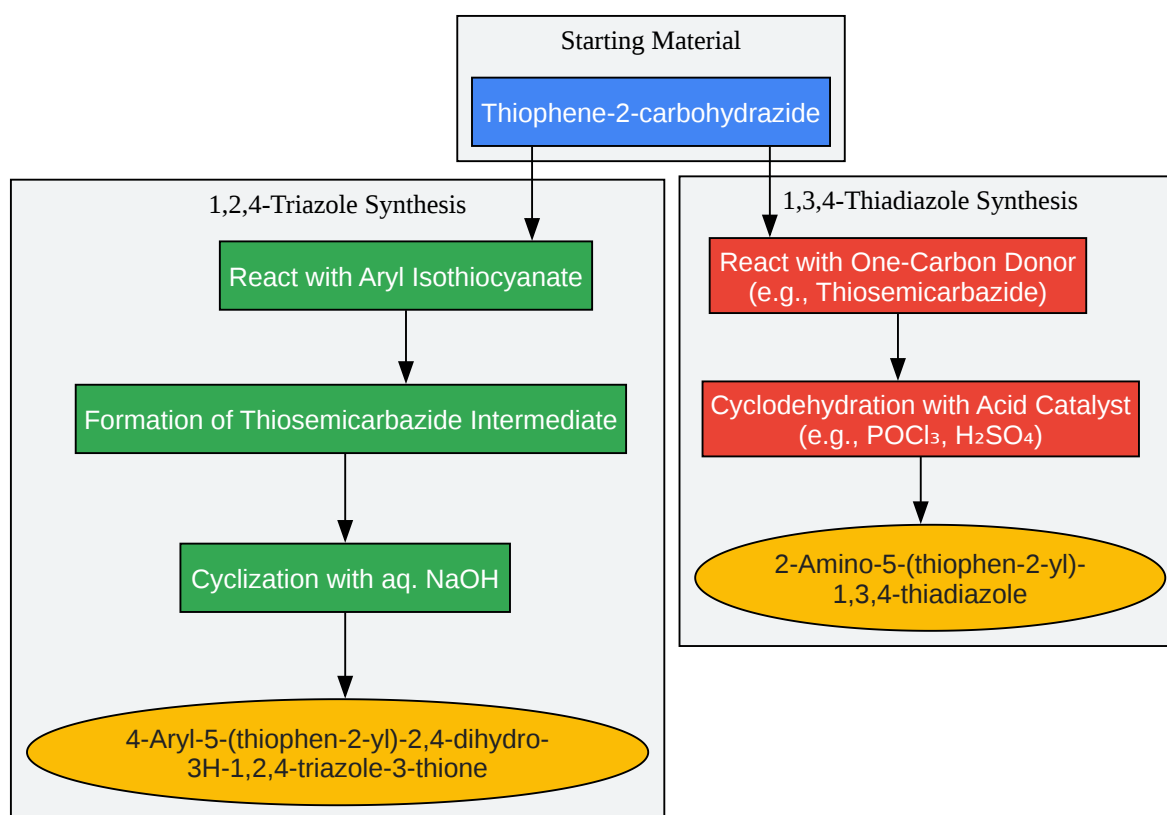 Starting Material
Thiophene-2-carbohydrazide
1,2,4-Triazole Synthesis
React with Aryl Isothiocyanate
Formation of Thiosemicarbazide Intermediate
Cyclization with aq. NaOH
4-Aryl-5-(thiophen-2-yl)-2,4-dihydro-
3H-1,2,4-triazole-3-thione
1,3,4-Thiadiazole Synthesis
React with One-Carbon Donor
(e.g., Thiosemicarbazide)
Cyclodehydration with Acid Catalyst
(e.g., POCl₃, H₂SO₄)
2-Amino-5-(thiophen-2-yl)-
1,3,4-thiadiazole